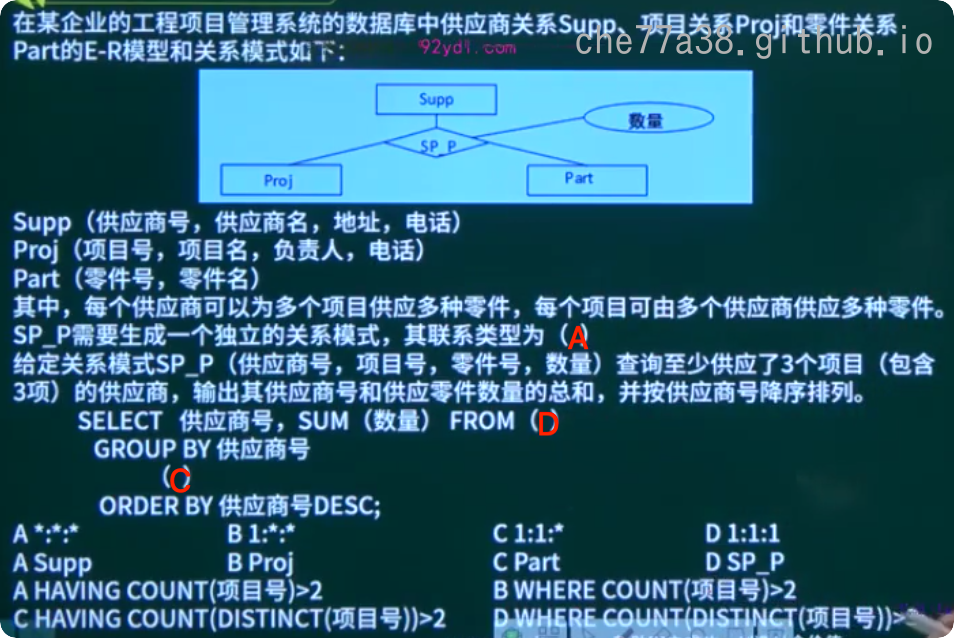 在某企业的工程项目管理系统的数据库中供应商关系Supp、项目关系Proj和零件关系
Part的E-R模型和关系模式如下：
che77a38.github.io
Supp
数量
SP_P
Proj
Part
Supp（供应商号，供应商名，地址，电话）
Proj（项目号，项目名，负责人，电话）
Part（零件号，零件名）
其中，每个供应商可以为多个项目供应多种零件，每个项目可由多个供应商供应多种零件。
SP_P需要生成一个独立的关系模式，其联系类型为（A）
给定关系模式SP_P（供应商号，项目号，零件号，数量）查询至少供应了3个项目（包含
3项）的供应商，输出其供应商号和供应零件数量的总和，并按供应商号降序排列。
SELECT 供应商号，SUM（数量） FROM（D）
GROUP BY 供应商号
（C）
ORDER BY 供应商号DESC;
A *:*:* B 1:*:* C 1:1:* D 1:1:1
A Supp B Proj C Part D SP_P
A HAVING COUNT(项目号)>2 B WHERE COUNT(项目号)>2
C HAVING COUNT(DISTINCT(项目号))>2 D WHERE COUNT(DISTINCT(项目号))>